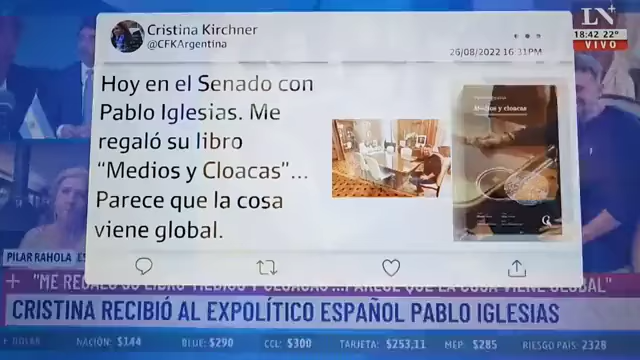 LN+
18:42 22°
VIVO
Cristina Kirchner
@CFKArgentina
26/08/2022 16:31PM
Hoy en el Senado con
Pablo Iglesias. Me
regaló su libro
"Medios y Cloacas"...
Parece que la cosa
viene global.
Medios y cloacas
PILAR RAHOLA
+ "ME REGALÓ SU LIBRO "MEDIOS Y CLOACAS"...PARECE QUE LA COSA VIENE GLOBAL"
CRISTINA RECIBIÓ AL EXPOLÍTICO ESPAÑOL PABLO IGLESIAS
+ DÓLAR NACIÓN: $144 BLUE: $290 CCL: $300 TARJETA: $253,11 MEP: $285 RIESGO PAÍS: 2328